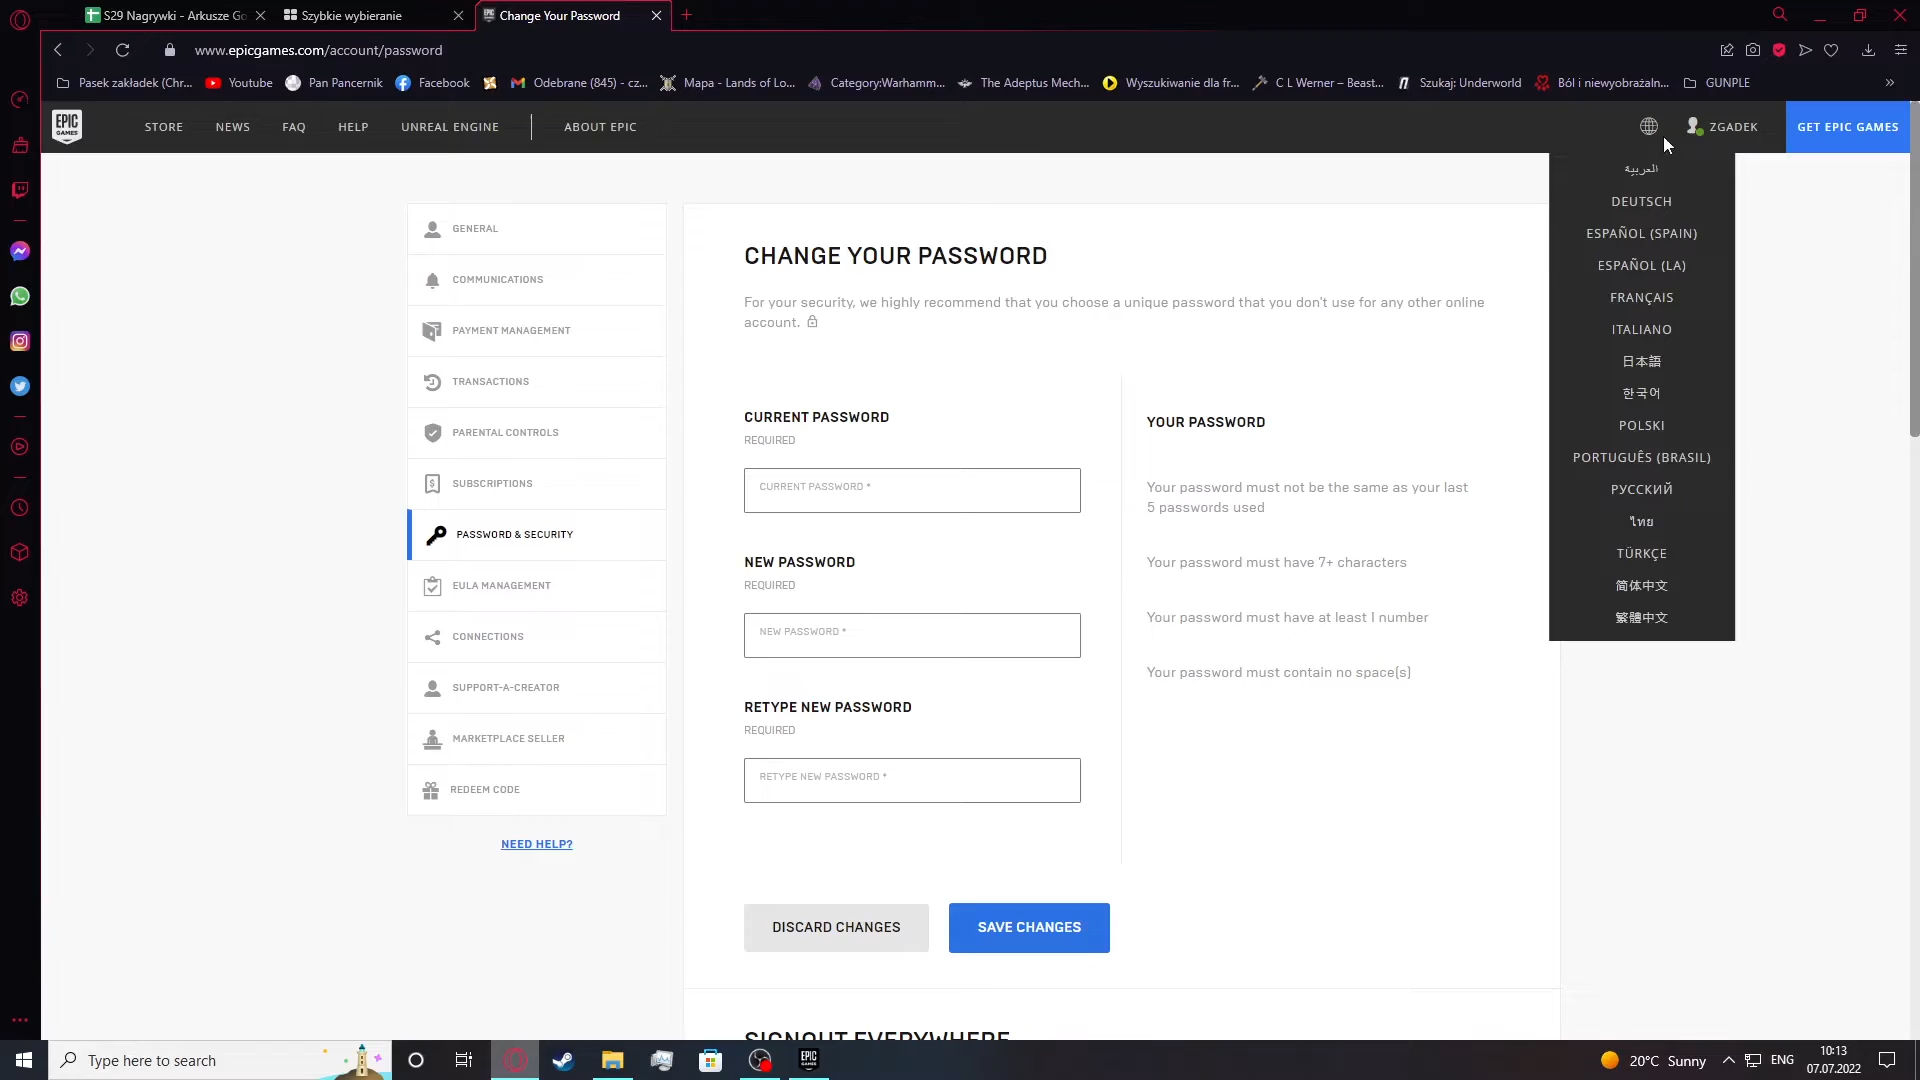 S29 Nagrywki - Arkusze Go
Szybkie wybieranie
Change Your Password
www.epicgames.com/account/password
Pasek zakładek (Chr...
Youtube
Pan Pancernik
Facebook
Odebrane (845) - cz...
Mapa - Lands of Lo...
Category:Warhamm...
The Adeptus Mech...
Wyszukiwanie dla fr...
C L Werner – Beast...
Szukaj: Underworld
Ból i niewyobrażaln...
GUNPLE
EPIC GAMES
STORE
NEWS
FAQ
HELP
UNREAL ENGINE
ABOUT EPIC
ZGADEK
GET EPIC GAMES
العربية
DEUTSCH
ESPAÑOL (SPAIN)
ESPAÑOL (LA)
FRANÇAIS
ITALIANO
日本語
한국어
POLSKI
PORTUGUÊS (BRASIL)
РУССКИЙ
ไทย
TÜRKÇE
简体中文
繁體中文
GENERAL
COMMUNICATIONS
PAYMENT MANAGEMENT
TRANSACTIONS
PARENTAL CONTROLS
SUBSCRIPTIONS
PASSWORD & SECURITY
EULA MANAGEMENT
CONNECTIONS
SUPPORT-A-CREATOR
MARKETPLACE SELLER
REDEEM CODE
NEED HELP?
CHANGE YOUR PASSWORD
For your security, we highly recommend that you choose a unique password that you don't use for any other online
account.
CURRENT PASSWORD
REQUIRED
CURRENT PASSWORD *
NEW PASSWORD
REQUIRED
NEW PASSWORD *
RETYPE NEW PASSWORD
REQUIRED
RETYPE NEW PASSWORD *
YOUR PASSWORD
Your password must not be the same as your last
5 passwords used
Your password must have 7+ characters
Your password must have at least 1 number
Your password must contain no space(s)
DISCARD CHANGES
SAVE CHANGES
SIGNOUT EVERYWHERE
Type here to search
EPIC GAMES
20°C Sunny
ENG
10:13
07.07.2022